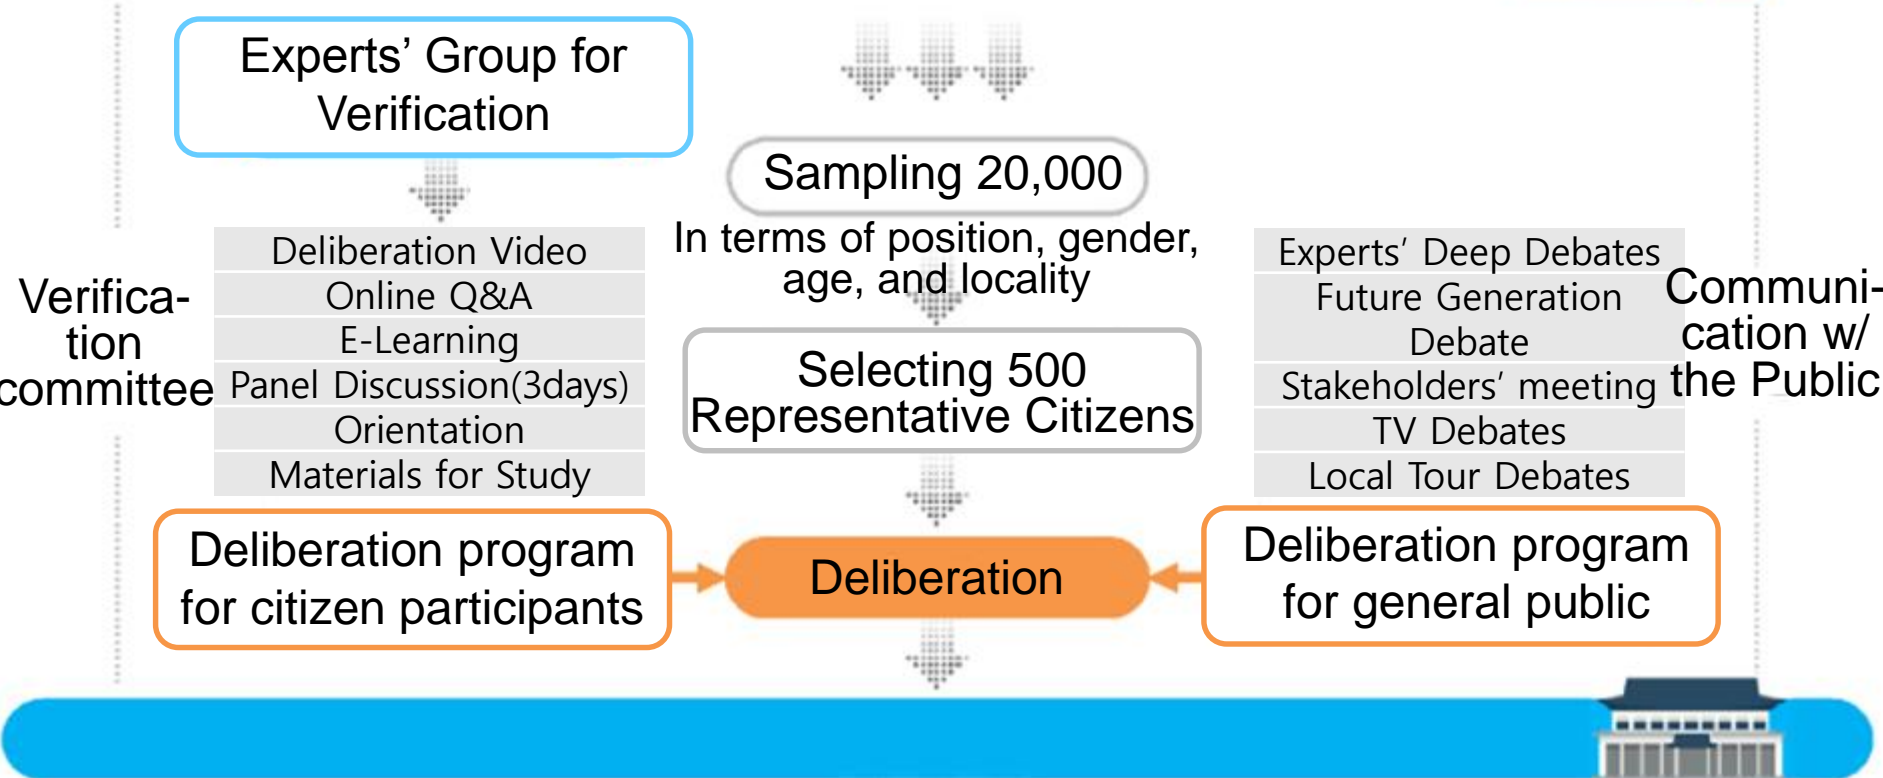 Experts’ Group for
Verification
Sampling 20,000
In terms of position, gender,
age, and locality
Selecting 500
Representative Citizens
Verifica-
tion
committee
Deliberation Video
Online Q&A
E-Learning
Panel Discussion(3days)
Orientation
Materials for Study
Experts’ Deep Debates
Future Generation
Debate
Stakeholders’ meeting
TV Debates
Local Tour Debates
Communi-
cation w/
the Public
Deliberation program
for citizen participants
Deliberation
Deliberation program
for general public